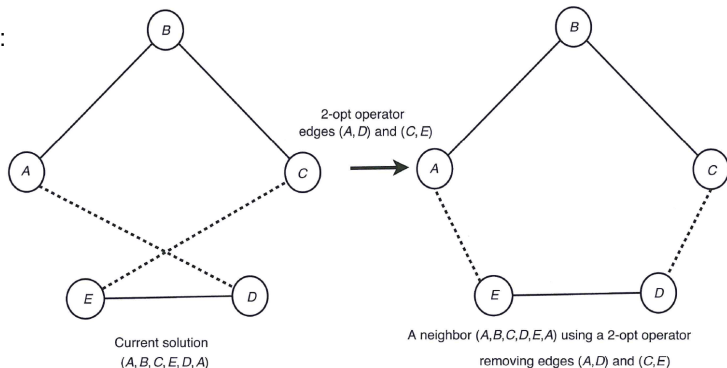 :
B
A
C
E
D
Current solution
(A,B,C,E,D,A)
2-opt operator
edges (A,D) and (C,E)
B
A
C
E
D
A neighbor (A,B,C,D,E,A) using a 2-opt operator
removing edges (A,D) and (C,E)